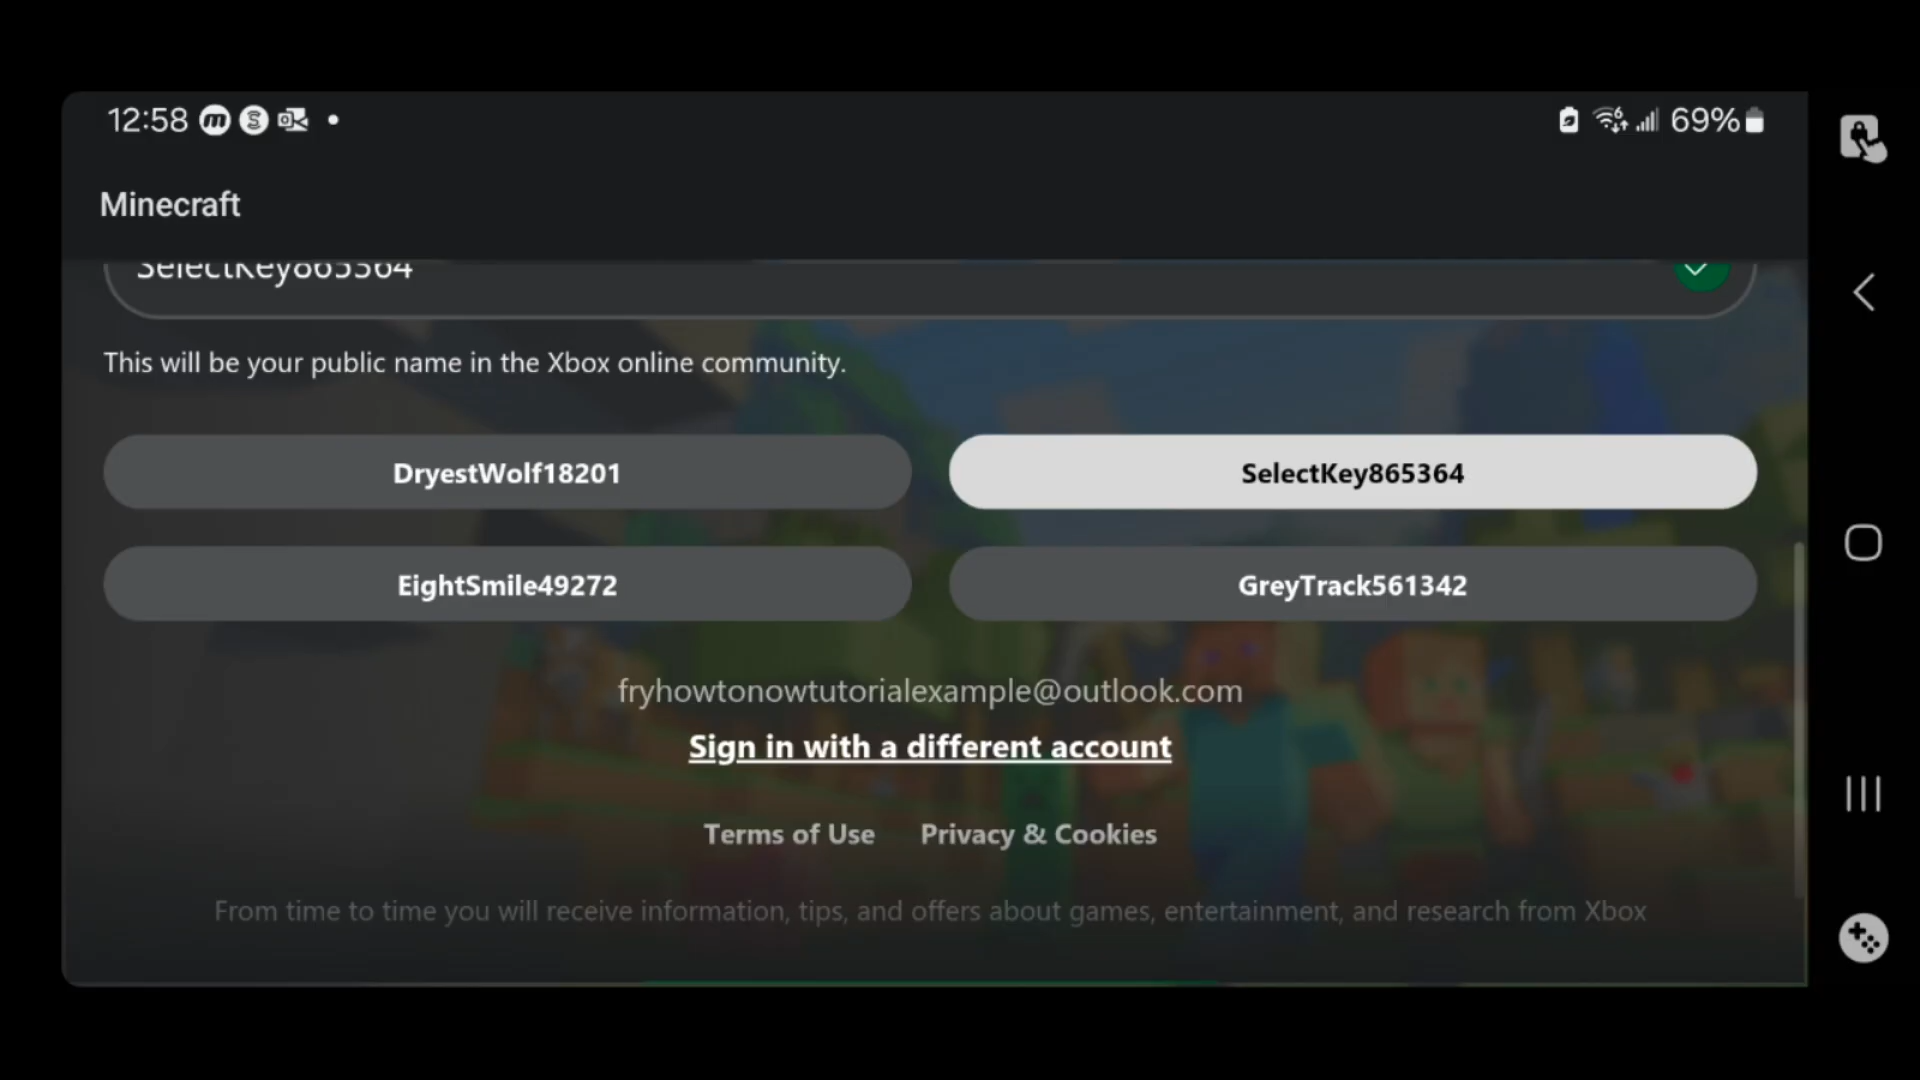 12:58
69%
Minecraft
SelectKey865364
This will be your public name in the Xbox online community.
DryestWolf18201
SelectKey865364
EightSmile49272
GreyTrack561342
fryhowtonowtutorialexample@outlook.com
Sign in with a different account
Terms of Use Privacy & Cookies
From time to time you will receive information, tips, and offers about games, entertainment, and research from Xbox